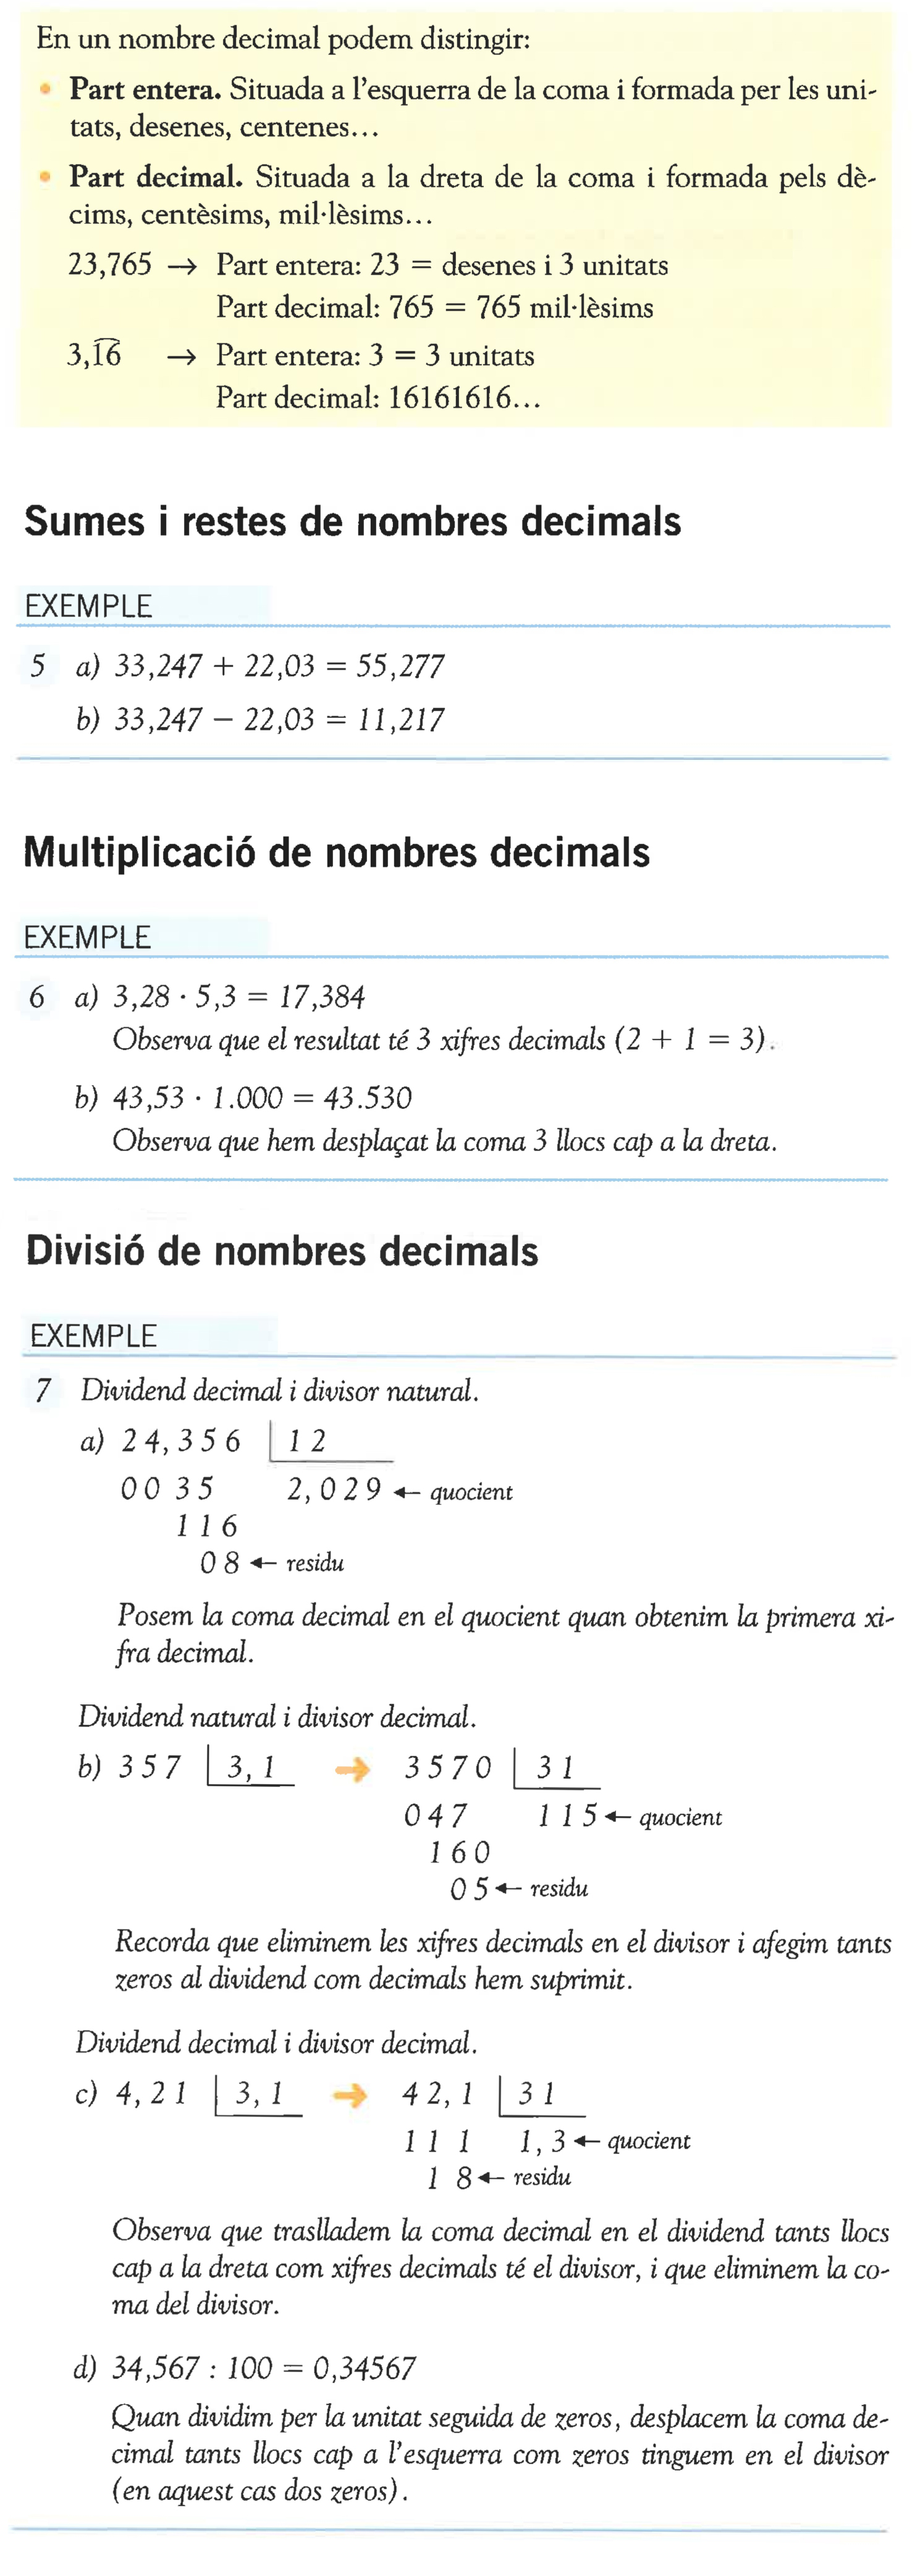 En un nombre decimal podem distingir:
• Part entera. Situada a l’esquerra de la coma i formada per les uni-
tats, desenes, centenes...
• Part decimal. Situada a la dreta de la coma i formada pels dè-
cims, centèsims, mil·lèsims...
23,765 → Part entera: 23 = desenes i 3 unitats
Part decimal: 765 = 765 mil·lèsims
3,1͡6 → Part entera: 3 = 3 unitats
Part decimal: 16161616...
Sumes i restes de nombres decimals
EXEMPLE
5 a) 33,247 + 22,03 = 55,277
b) 33,247 − 22,03 = 11,217
Multiplicació de nombres decimals
EXEMPLE
6 a) 3,28 · 5,3 = 17,384
Observa que el resultat té 3 xifres decimals (2 + 1 = 3).
b) 43,53 · 1.000 = 43.530
Observa que hem desplaçat la coma 3 llocs cap a la dreta.
Divisió de nombres decimals
EXEMPLE
7 Dividend decimal i divisor natural.
a) 2 4, 3 5 6 1 2
0 0 3 5 2, 0 2 9 ← quocient
1 1 6
0 8 ← residu
Posem la coma decimal en el quocient quan obtenim la primera xi-
fra decimal.
Dividend natural i divisor decimal.
b) 3 5 7 3, 1 → 3 5 7 0 3 1
0 4 7 1 1 5 ← quocient
1 6 0
0 5 ← residu
Recorda que eliminem les xifres decimals en el divisor i afegim tants
zeros al dividend com decimals hem suprimit.
Dividend decimal i divisor decimal.
c) 4, 2 1 3, 1 → 4 2, 1 3 1
1 1 1 1, 3 ← quocient
1 8 ← residu
Observa que traslladem la coma decimal en el dividend tants llocs
cap a la dreta com xifres decimals té el divisor, i que eliminem la co-
ma del divisor.
d) 34,567 : 100 = 0,34567
Quan dividim per la unitat seguida de zeros, desplacem la coma de-
cimal tants llocs cap a l’esquerra com zeros tinguem en el divisor
(en aquest cas dos zeros).